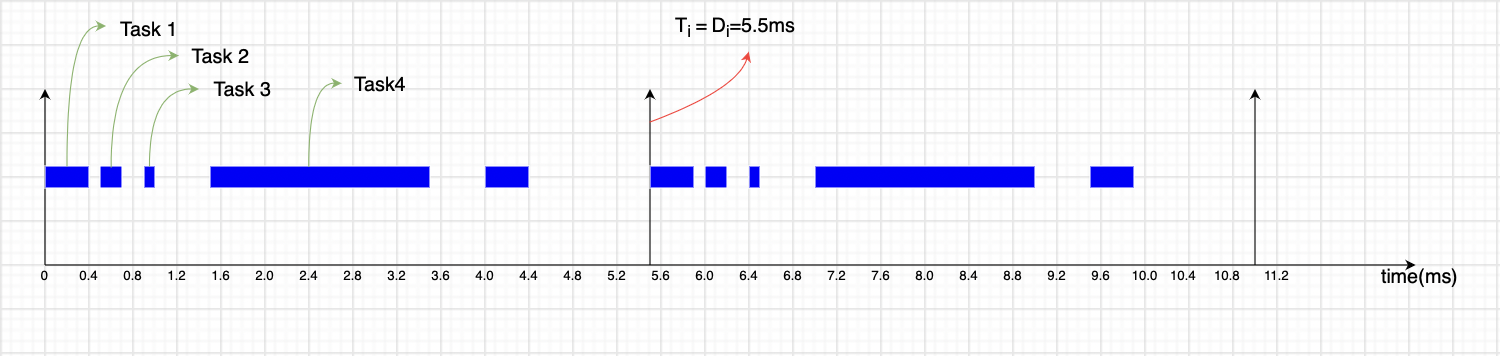 Task 1
T_i = D_i=5.5ms
Task 2
Task 3
Task4
0 0.4 0.8 1.2 1.6 2.0 2.4 2.8 3.2 3.6 4.0 4.4 4.8 5.2 5.6 6.0 6.4 6.8 7.2 7.6 8.0 8.4 8.8 9.2 9.6 10.0 10.4 10.8 11.2
time(ms)